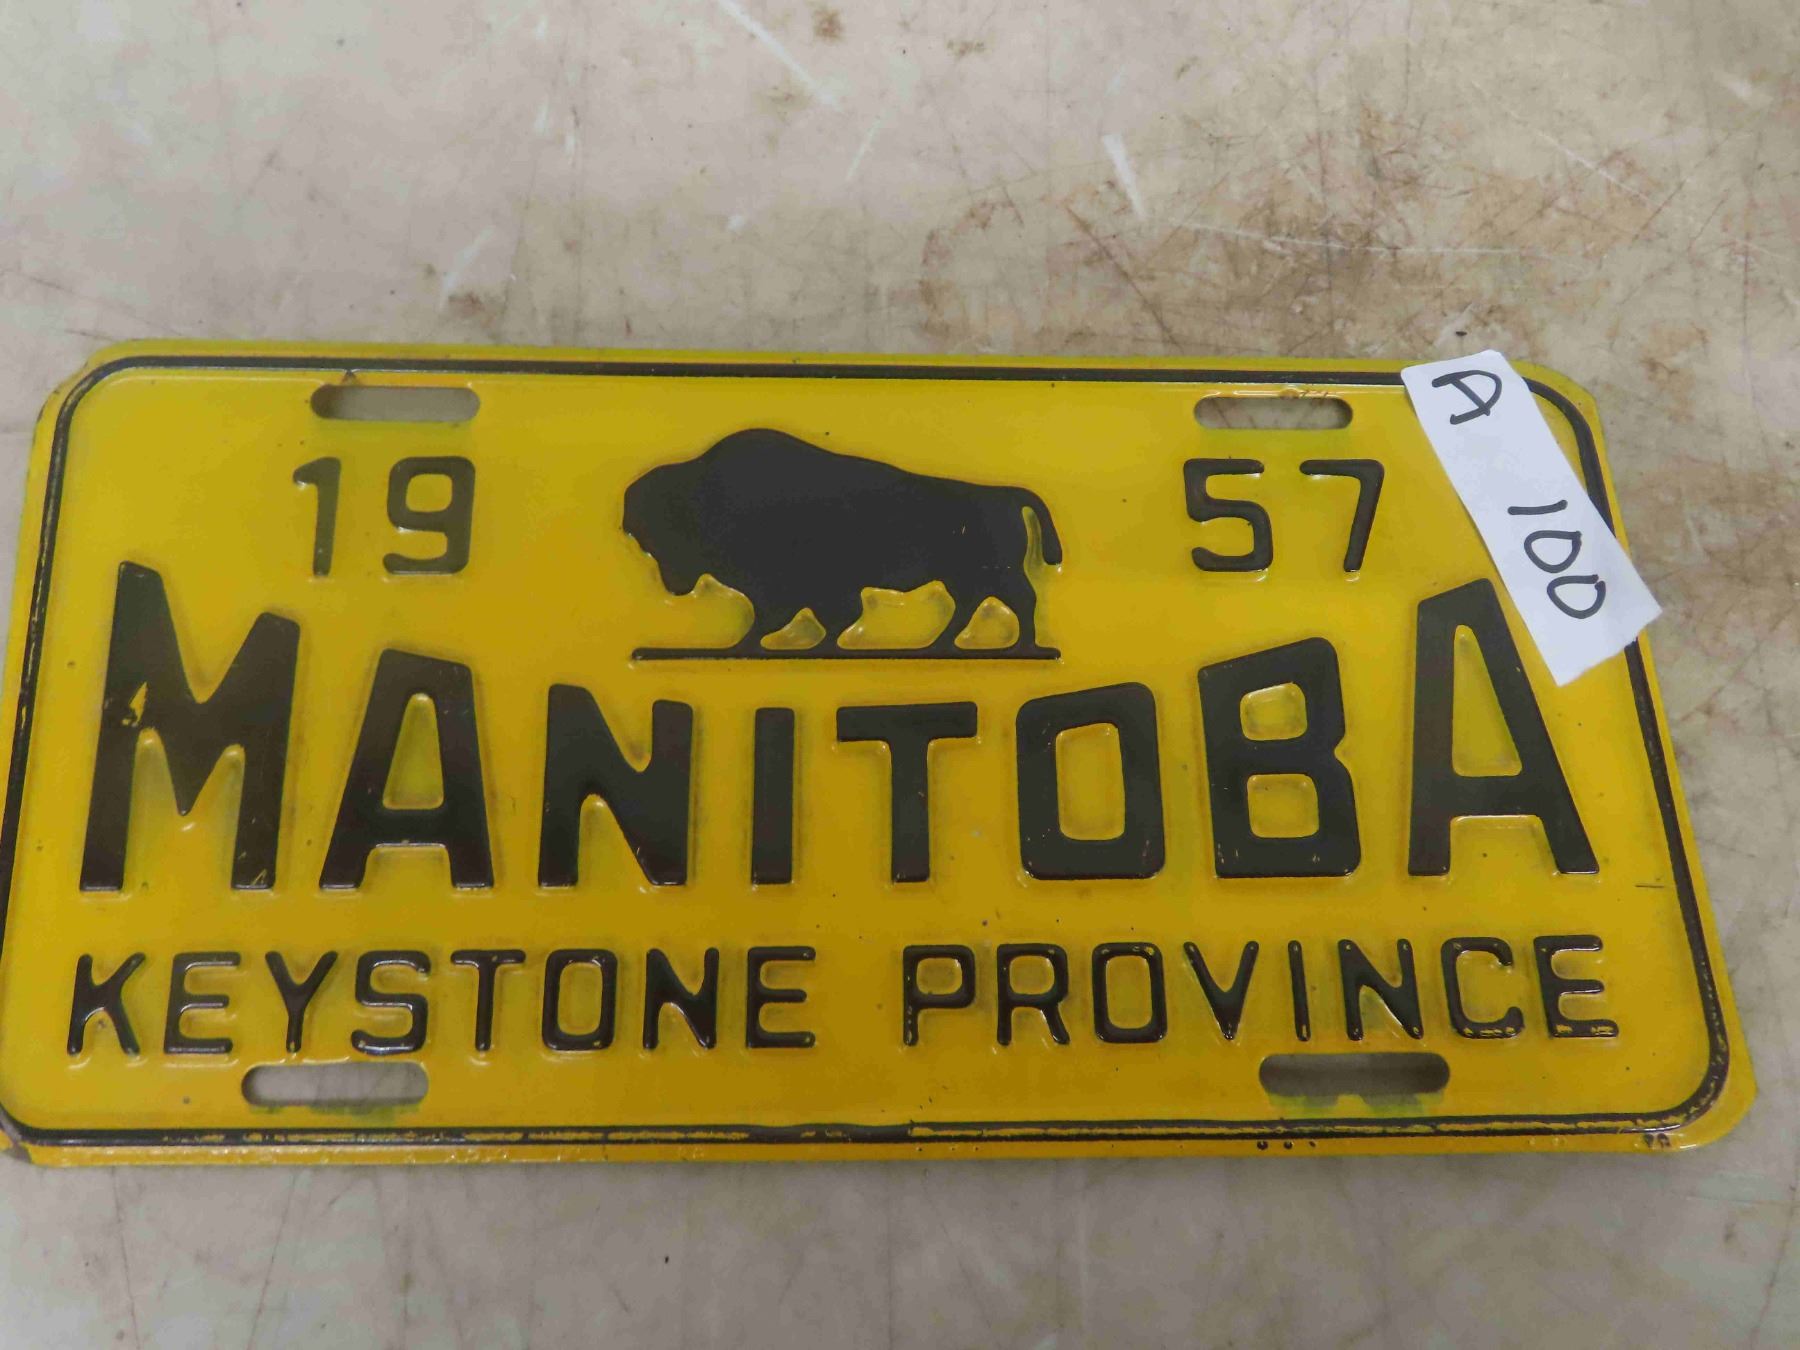 19 57
MANITOBA
KEYSTONE PROVINCE
A 100